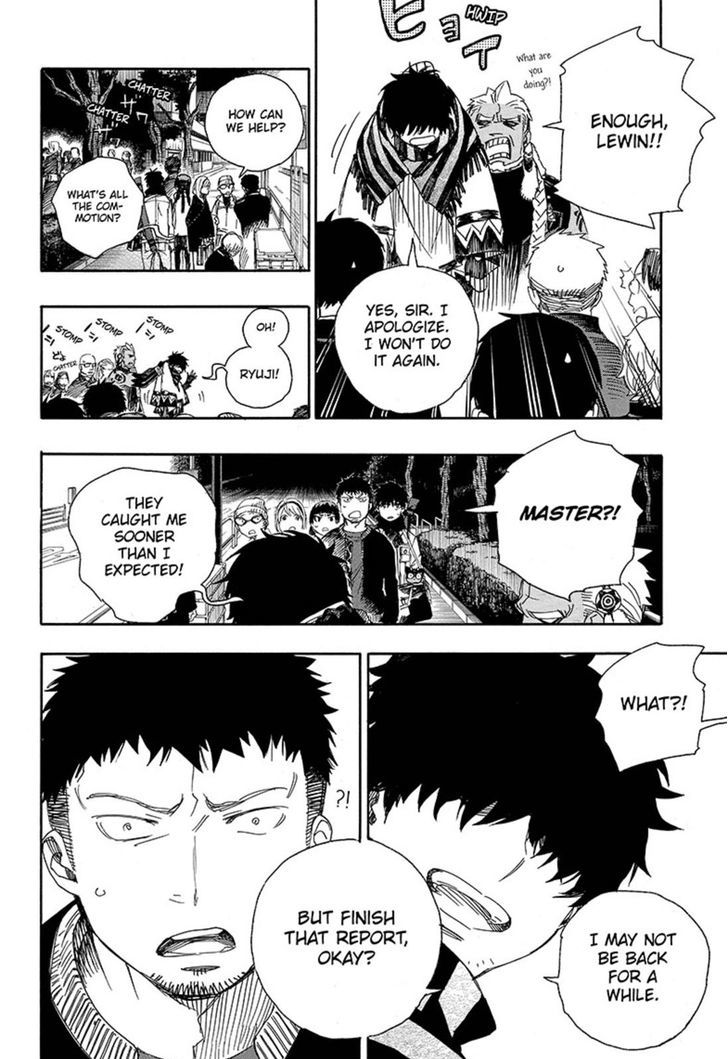 ヒョイ
HWIP
What are
you
doing?!
ENOUGH,
LEWIN!!
YES, SIR. I
APOLOGIZE.
I WON'T DO
IT AGAIN.
CHATTER
CHATTER
HOW CAN
WE HELP?
WHAT'S ALL
THE COM-
MOTION?
OH!
RYUJI!
STOMP
STOMP
STOMP
CHATTER
MASTER?!
THEY
CAUGHT ME
SOONER
THAN I
EXPECTED!
WHAT?!
I MAY NOT
BE BACK
FOR A
WHILE.
?!
BUT FINISH
THAT REPORT,
OKAY?